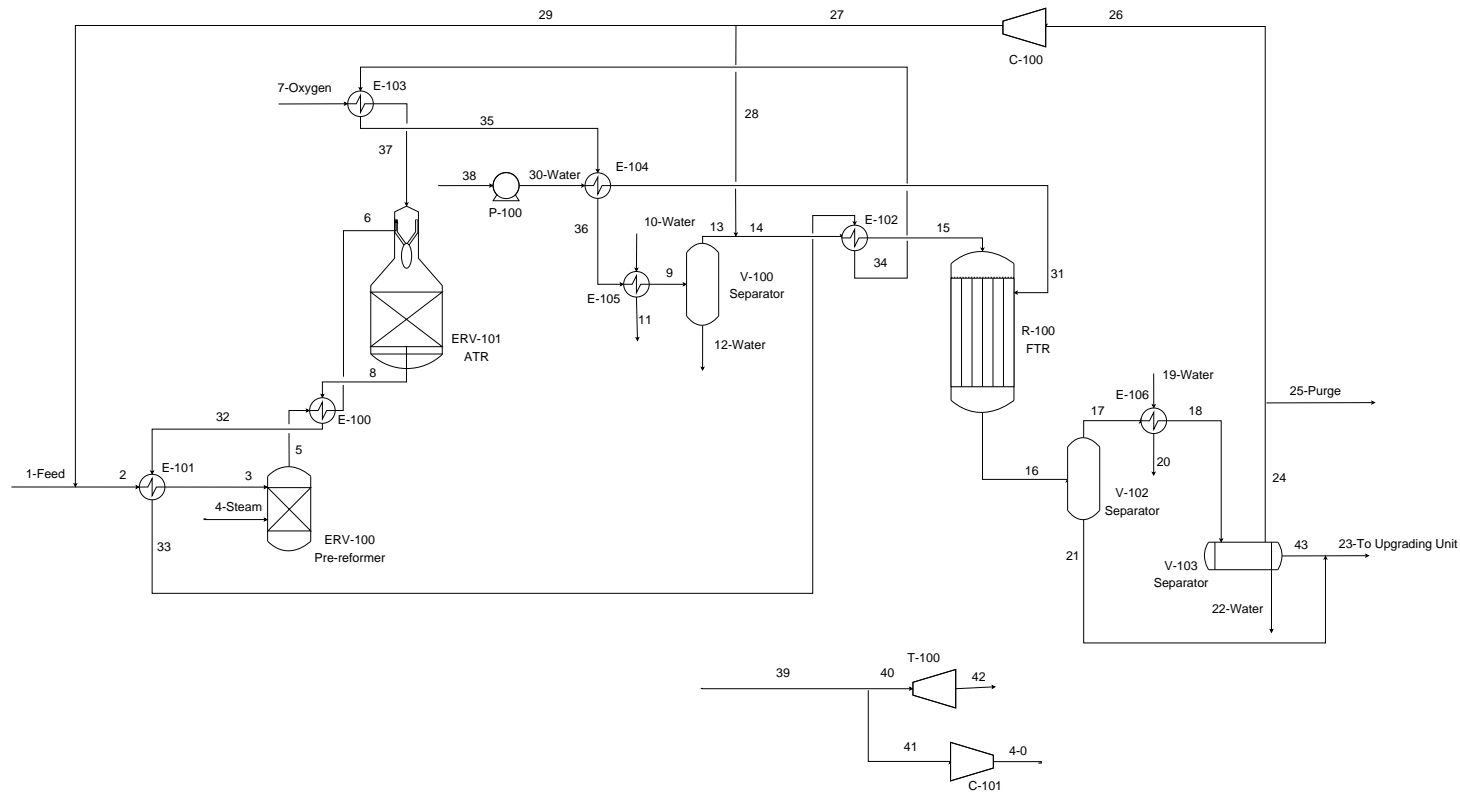 29
27
26
C-100
7-Oxygen
E-103
35
28
37
38
30-Water
E-104
P-100
6
36
10-Water
13
14
E-102
15
34
31
E-105
9
V-100
Separator
11
12-Water
ERV-101
ATR
8
R-100
FTR
32
E-100
5
1-Feed
2
E-101
3
4-Steam
33
ERV-100
Pre-reformer
19-Water
25-Purge
17
E-106
18
20
16
24
V-102
Separator
21
V-103
Separator
43
23-To Upgrading Unit
22-Water
T-100
39
40
42
41
4-0
C-101